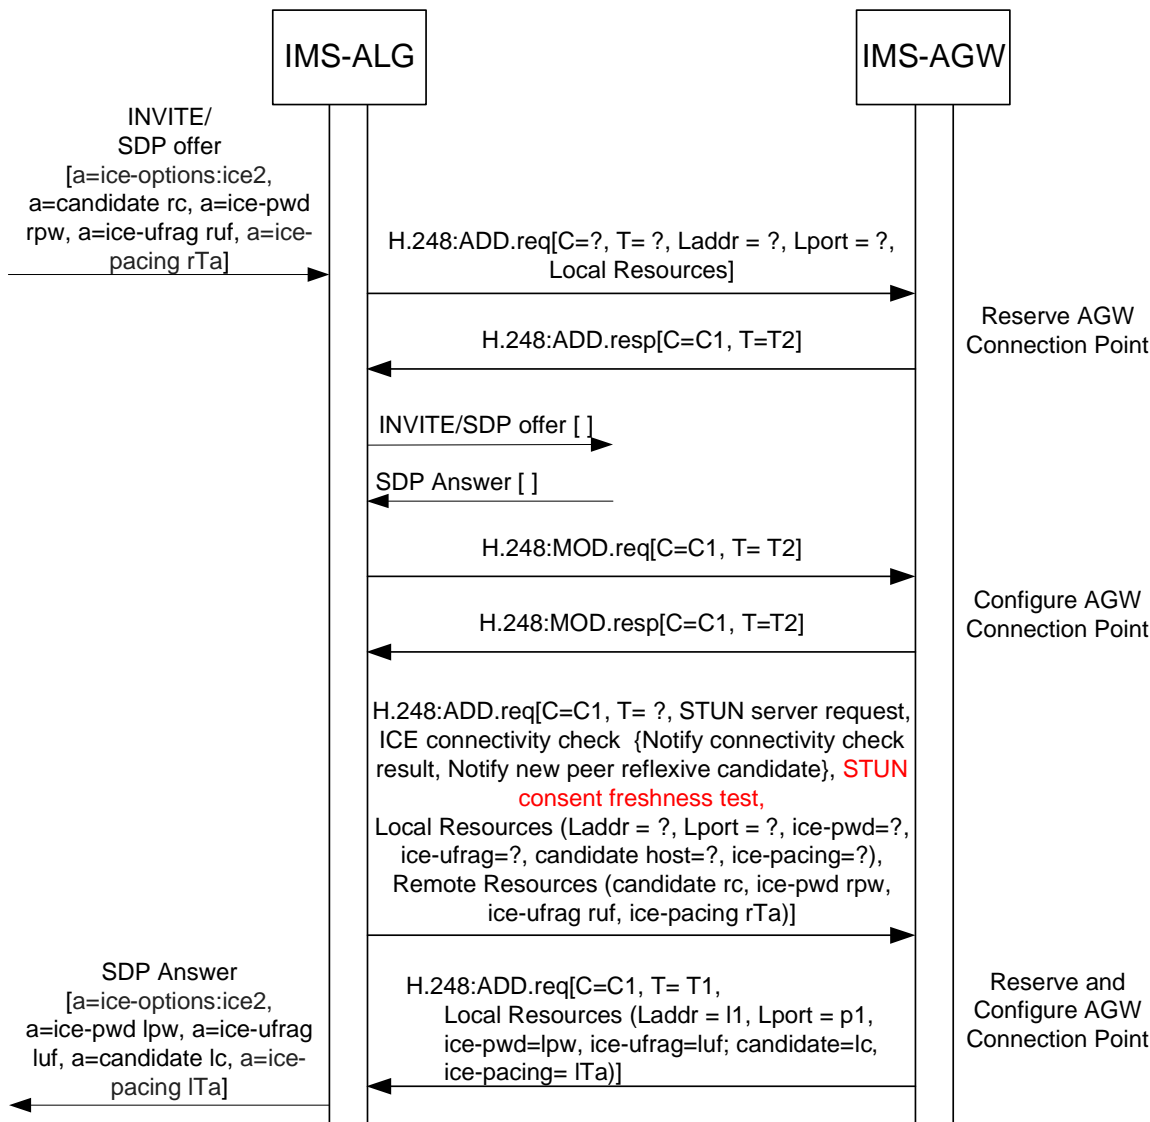 IMS-ALG
IMS-AGW
INVITE/
SDP offer
[a=ice-options:ice2,
a=candidate rc, a=ice-pwd
rpw, a=ice-ufrag ruf, a=ice-
pacing rTa]
H.248:ADD.req[C=?, T= ?, Laddr = ?, Lport = ?,
Local Resources]
Reserve AGW
Connection Point
H.248:ADD.resp[C=C1, T=T2]
INVITE/SDP offer [ ]
SDP Answer [ ]
H.248:MOD.req[C=C1, T= T2]
Configure AGW
Connection Point
H.248:MOD.resp[C=C1, T=T2]
H.248:ADD.req[C=C1, T= ?, STUN server request,
ICE connectivity check  {Notify connectivity check
result, Notify new peer reflexive candidate}, STUN
consent freshness test,
Local Resources (Laddr = ?, Lport = ?, ice-pwd=?,
ice-ufrag=?, candidate host=?, ice-pacing=?),
Remote Resources (candidate rc, ice-pwd rpw,
ice-ufrag ruf, ice-pacing rTa)]
SDP Answer
[a=ice-options:ice2,
a=ice-pwd lpw, a=ice-ufrag
luf, a=candidate lc, a=ice-
pacing lTa]
H.248:ADD.req[C=C1, T= T1,
Local Resources (Laddr = l1, Lport = p1,
ice-pwd=lpw, ice-ufrag=luf; candidate=lc,
ice-pacing= lTa)]
Reserve and
Configure AGW
Connection Point